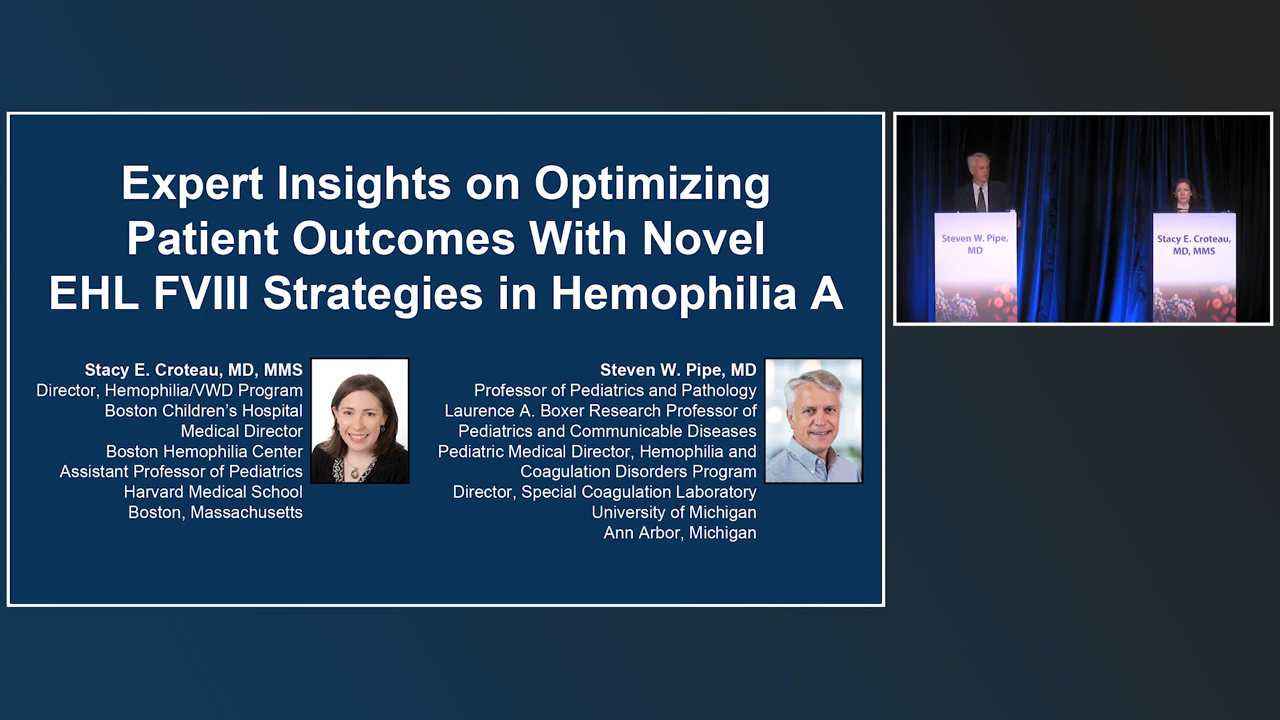 Expert Insights on Optimizing
Patient Outcomes With Novel
EHL FVIII Strategies in Hemophilia A
Stacy E. Croteau, MD, MMS
Director, Hemophilia/VWD Program
Boston Children's Hospital
Medical Director
Boston Hemophilia Center
Assistant Professor of Pediatrics
Harvard Medical School
Boston, Massachusetts
Steven W. Pipe, MD
Professor of Pediatrics and Pathology
Laurence A. Boxer Research Professor of
Pediatrics and Communicable Diseases
Pediatric Medical Director, Hemophilia and
Coagulation Disorders Program
Director, Special Coagulation Laboratory
University of Michigan
Ann Arbor, Michigan
Steven W. Pipe,
MD
Stacy E. Croteau,
MD, MMS